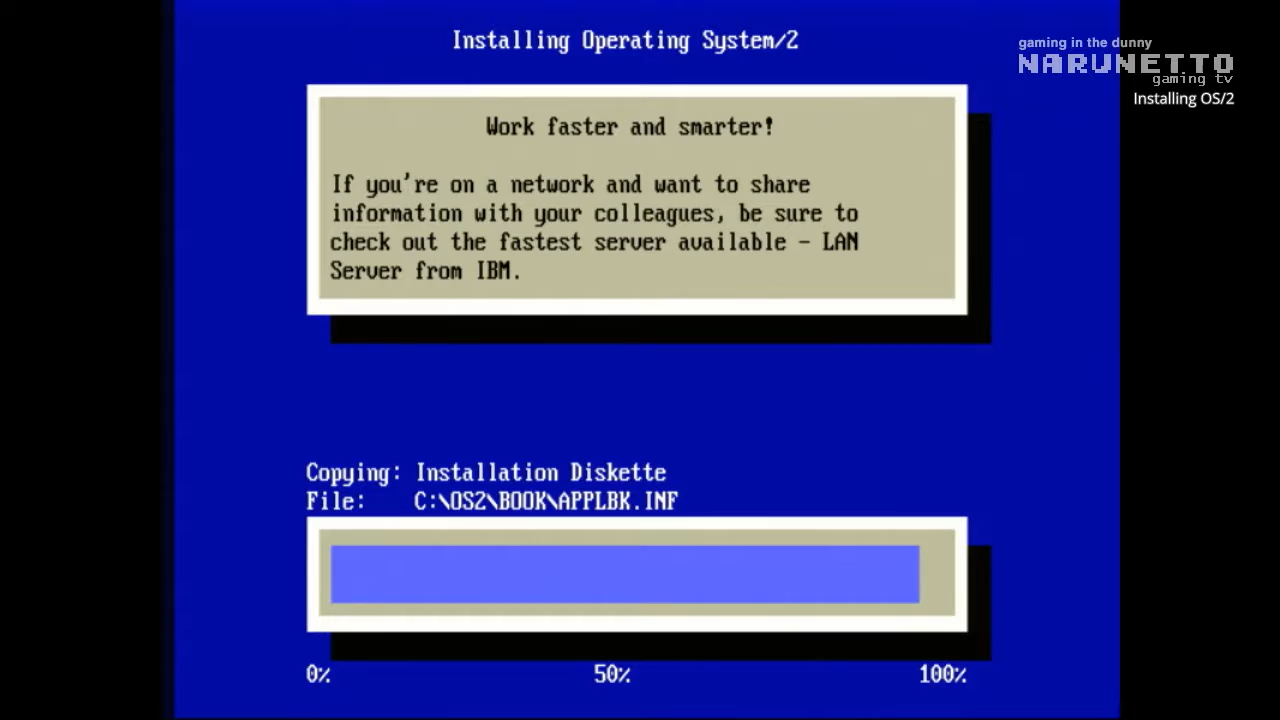 Installing Operating System/2
gaming in the dunny
NARUNETTO
gaming tv
Installing OS/2
Work faster and smarter!
If you're on a network and want to share
information with your colleagues, be sure to
check out the fastest server available - LAN
Server from IBM.
Copying: Installation Diskette
File: C:\OS2\BOOK\APPLBK.INF
0% 50% 100%